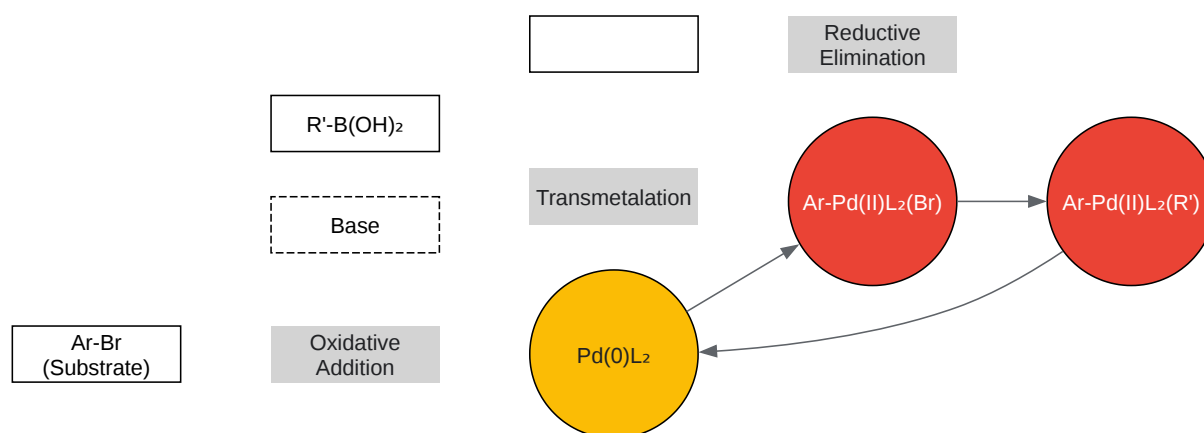 Reductive
Elimination
R'-B(OH)₂
Transmetalation
Ar-Pd(II)L₂(Br)
Ar-Pd(II)L₂(R')
Base
Ar-Br
(Substrate)
Oxidative
Addition
Pd(0)L₂